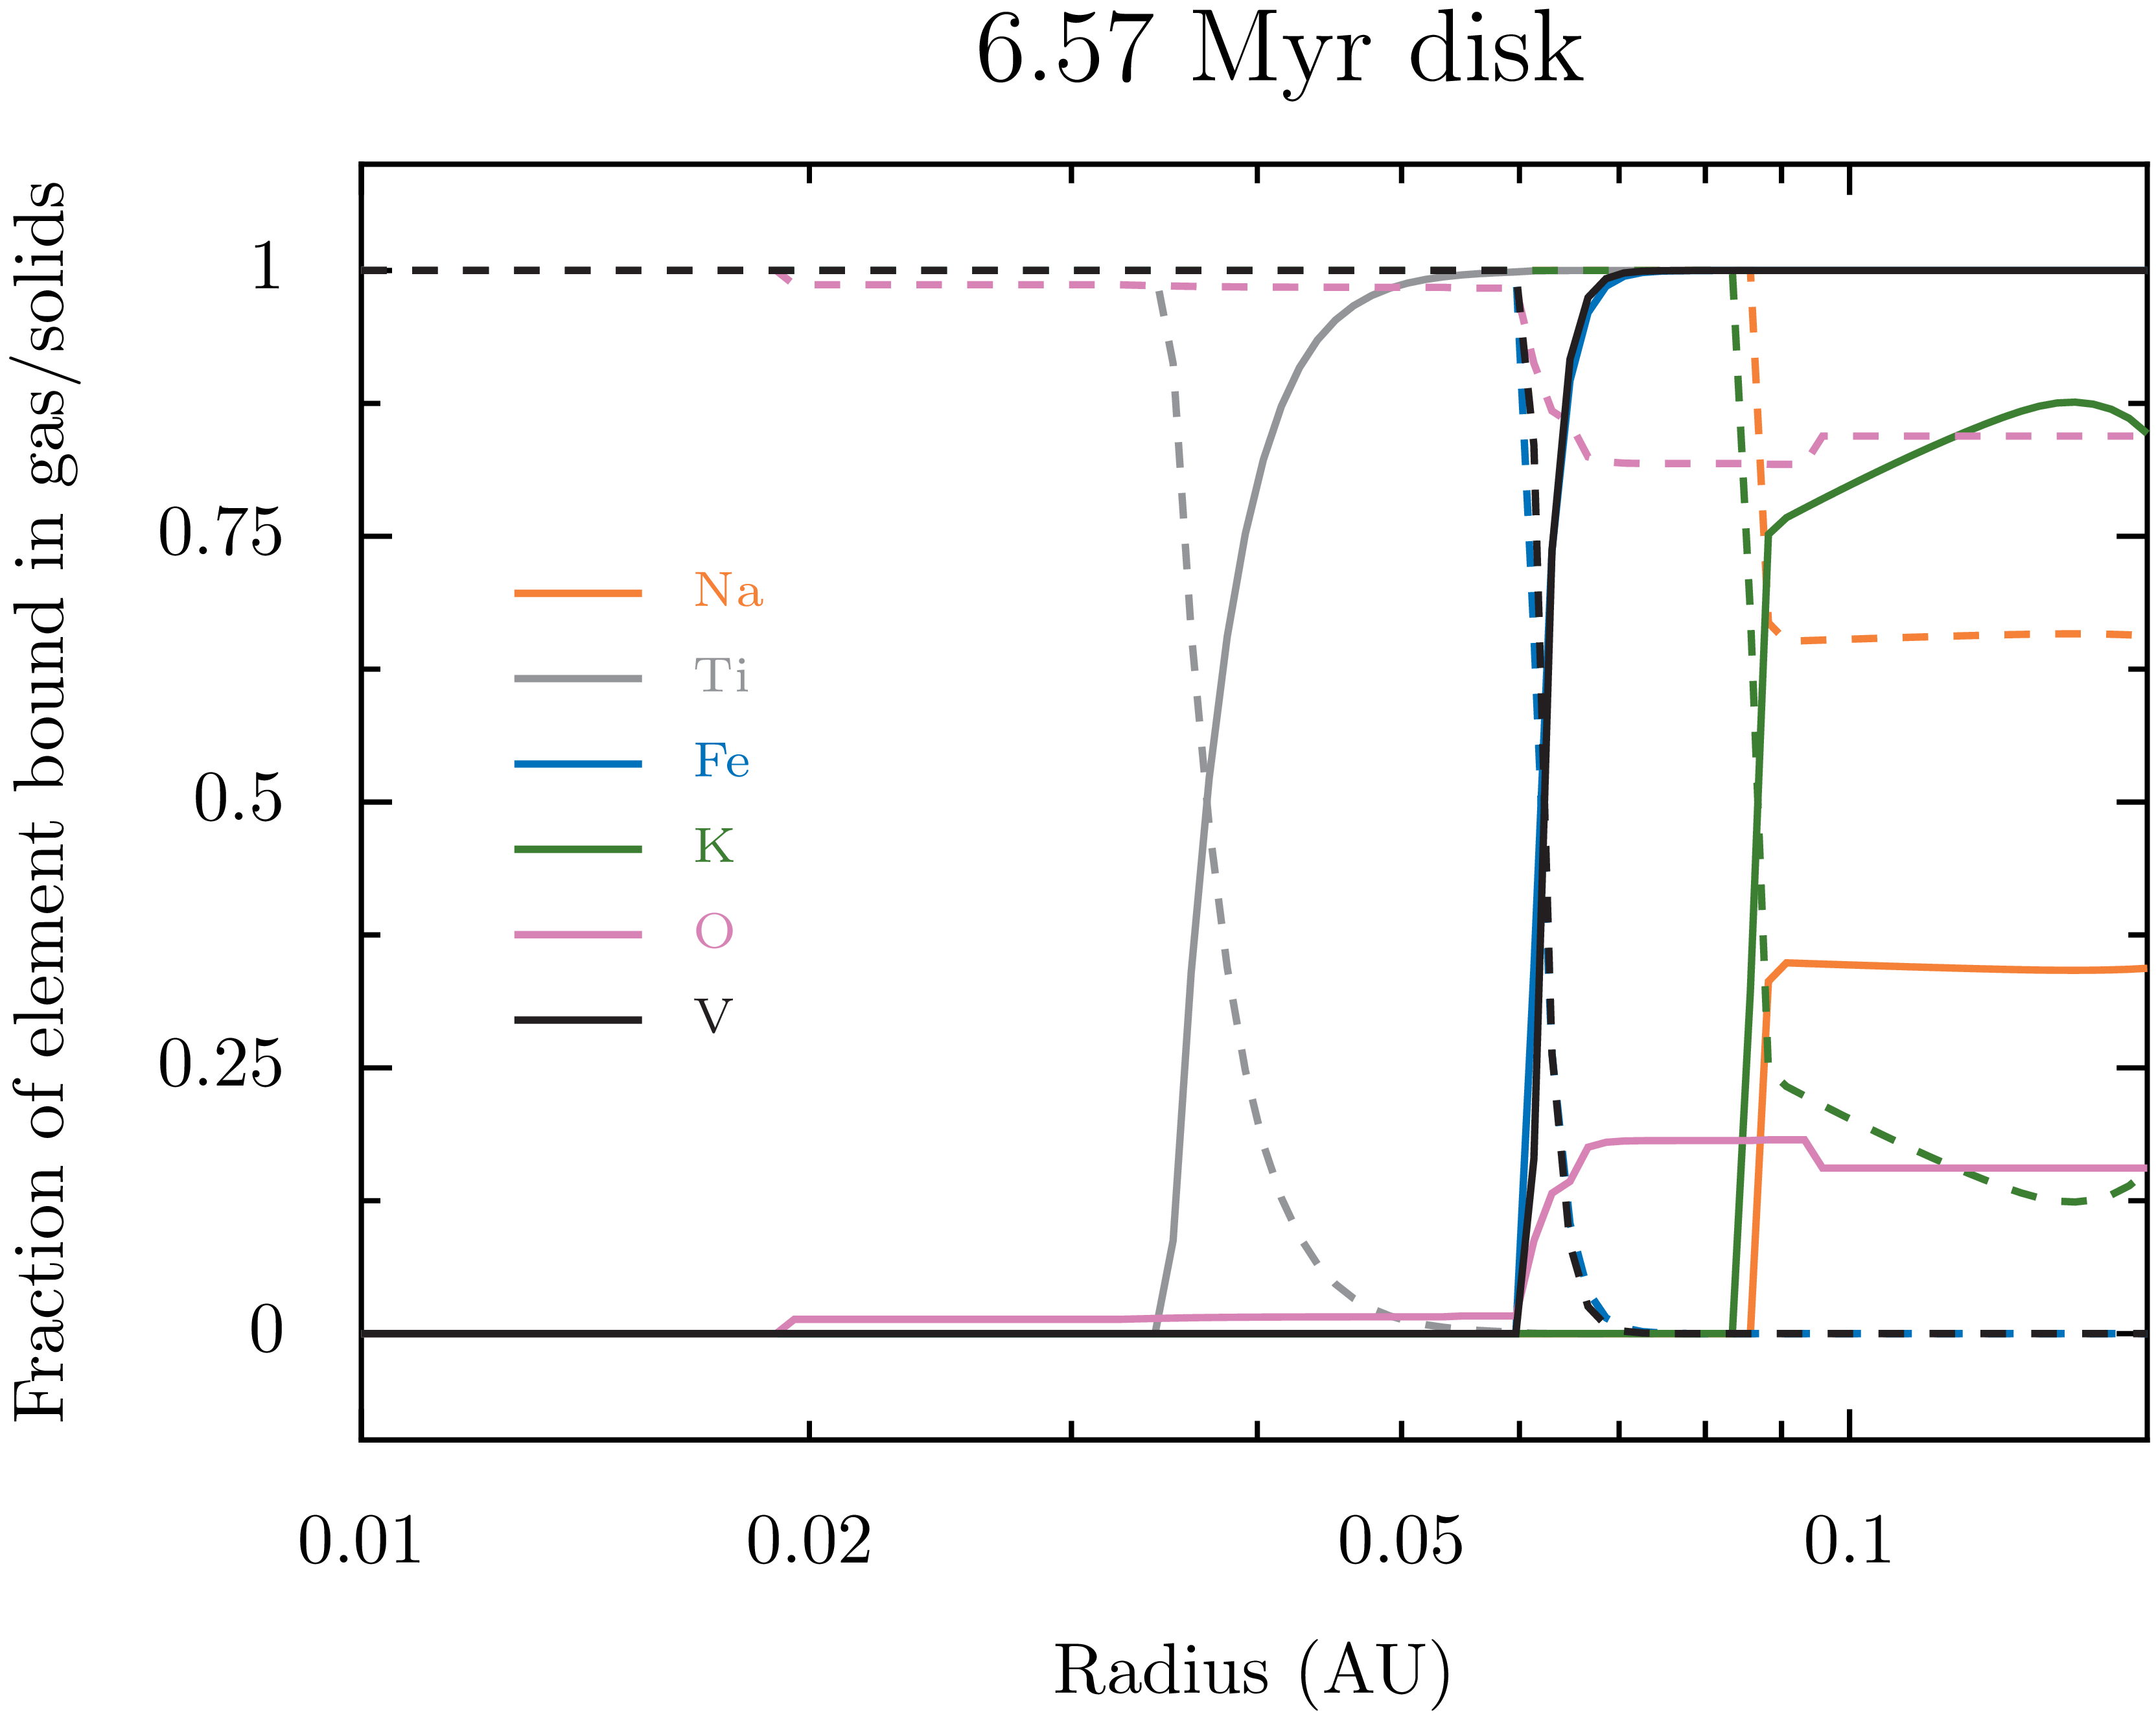 6.57 Myr disk
Fraction of element bound in gas/solids
1
0.75
0.5
0.25
0
Na
Ti
Fe
K
O
V
0.01 0.02 0.05 0.1
Radius (AU)